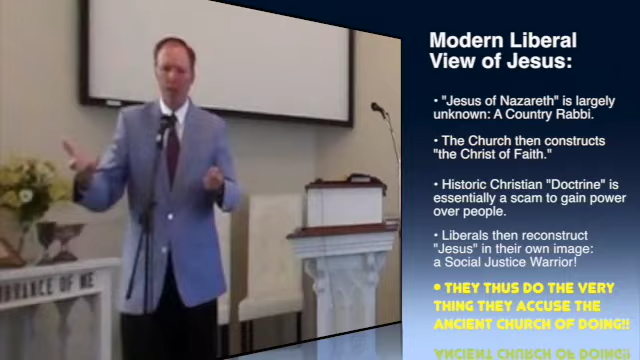 Modern Liberal
View of Jesus:
• "Jesus of Nazareth" is largely
unknown: A Country Rabbi.
• The Church then constructs
"the Christ of Faith."
• Historic Christian "Doctrine" is
essentially a scam to gain power
over people.
• Liberals then reconstruct
"Jesus" in their own image:
a Social Justice Warrior!
• THEY THUS DO THE VERY
THING THEY ACCUSE THE
ANCIENT CHURCH OF DOING!!
MBRANCE OF ME